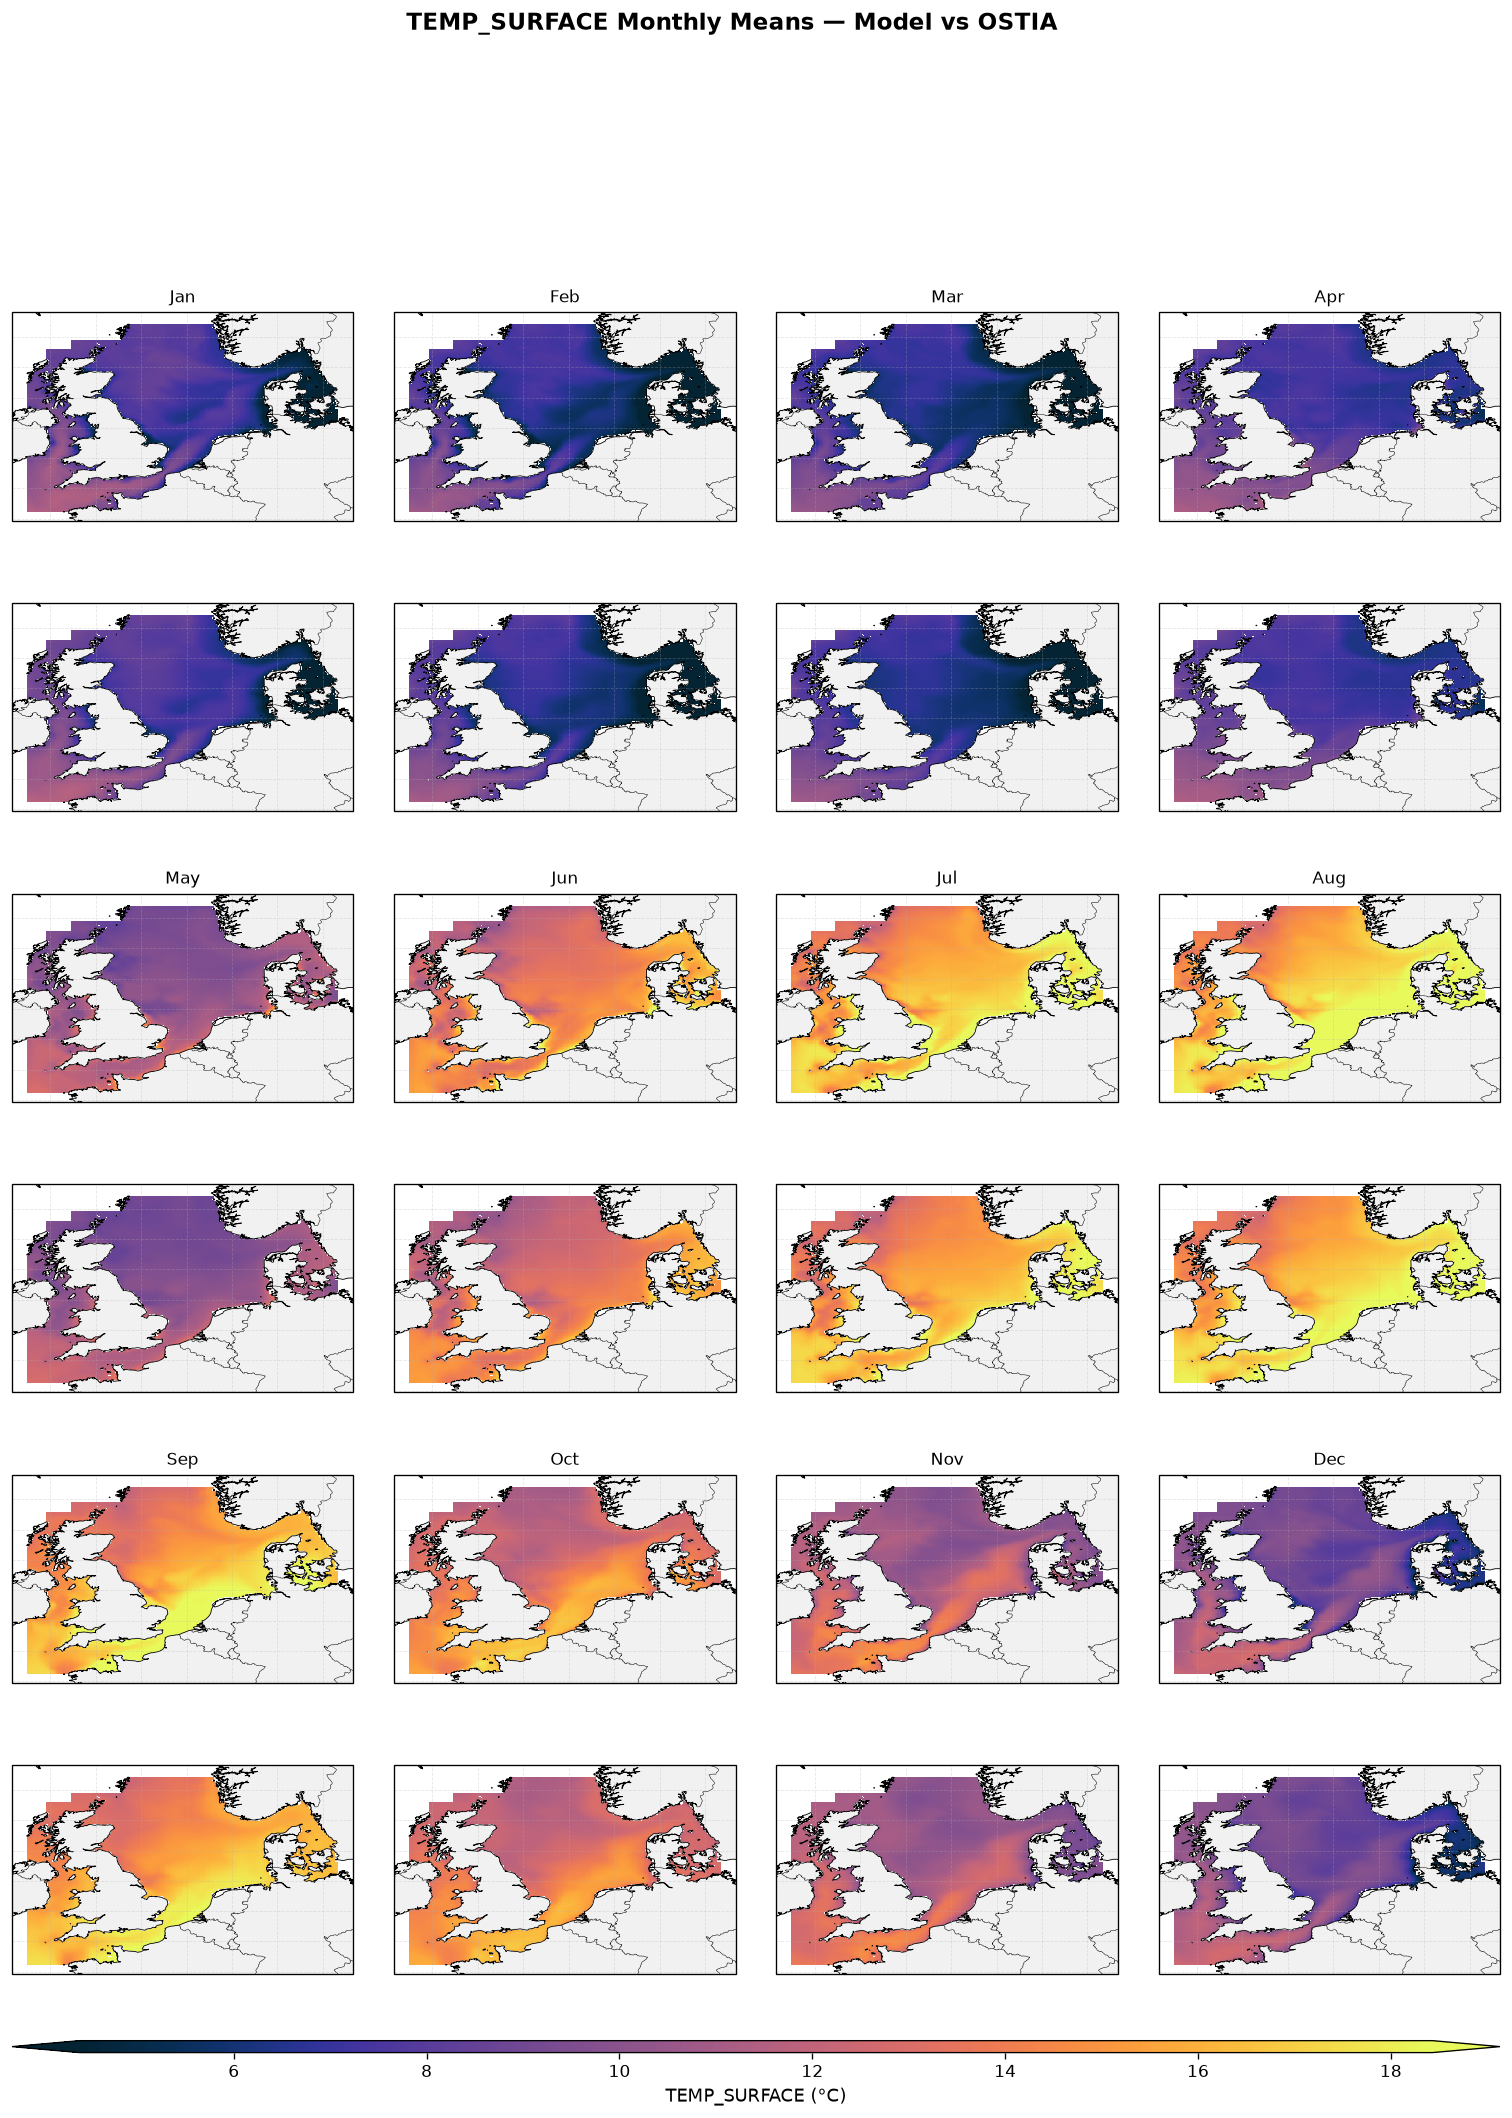 TEMP_SURFACE Monthly Means — Model vs OSTIA
Jan Feb Mar Apr
May Jun Jul Aug
Sep Oct Nov Dec
6 8 10 12 14 16 18
TEMP_SURFACE (°C)